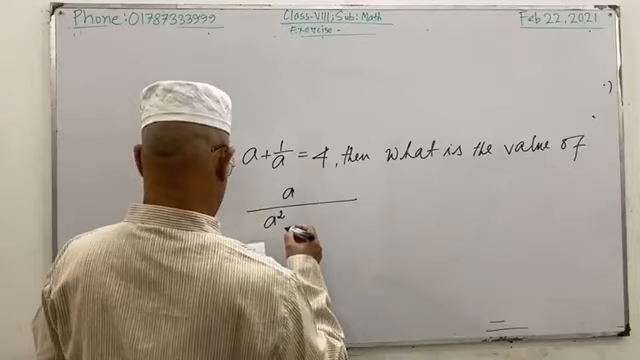 Phone: 01787333999
Class-VIII; Sub: Math
Exercise -
Feb 22, 2021
a + 1/a = 4, then what is the value of
a
a²